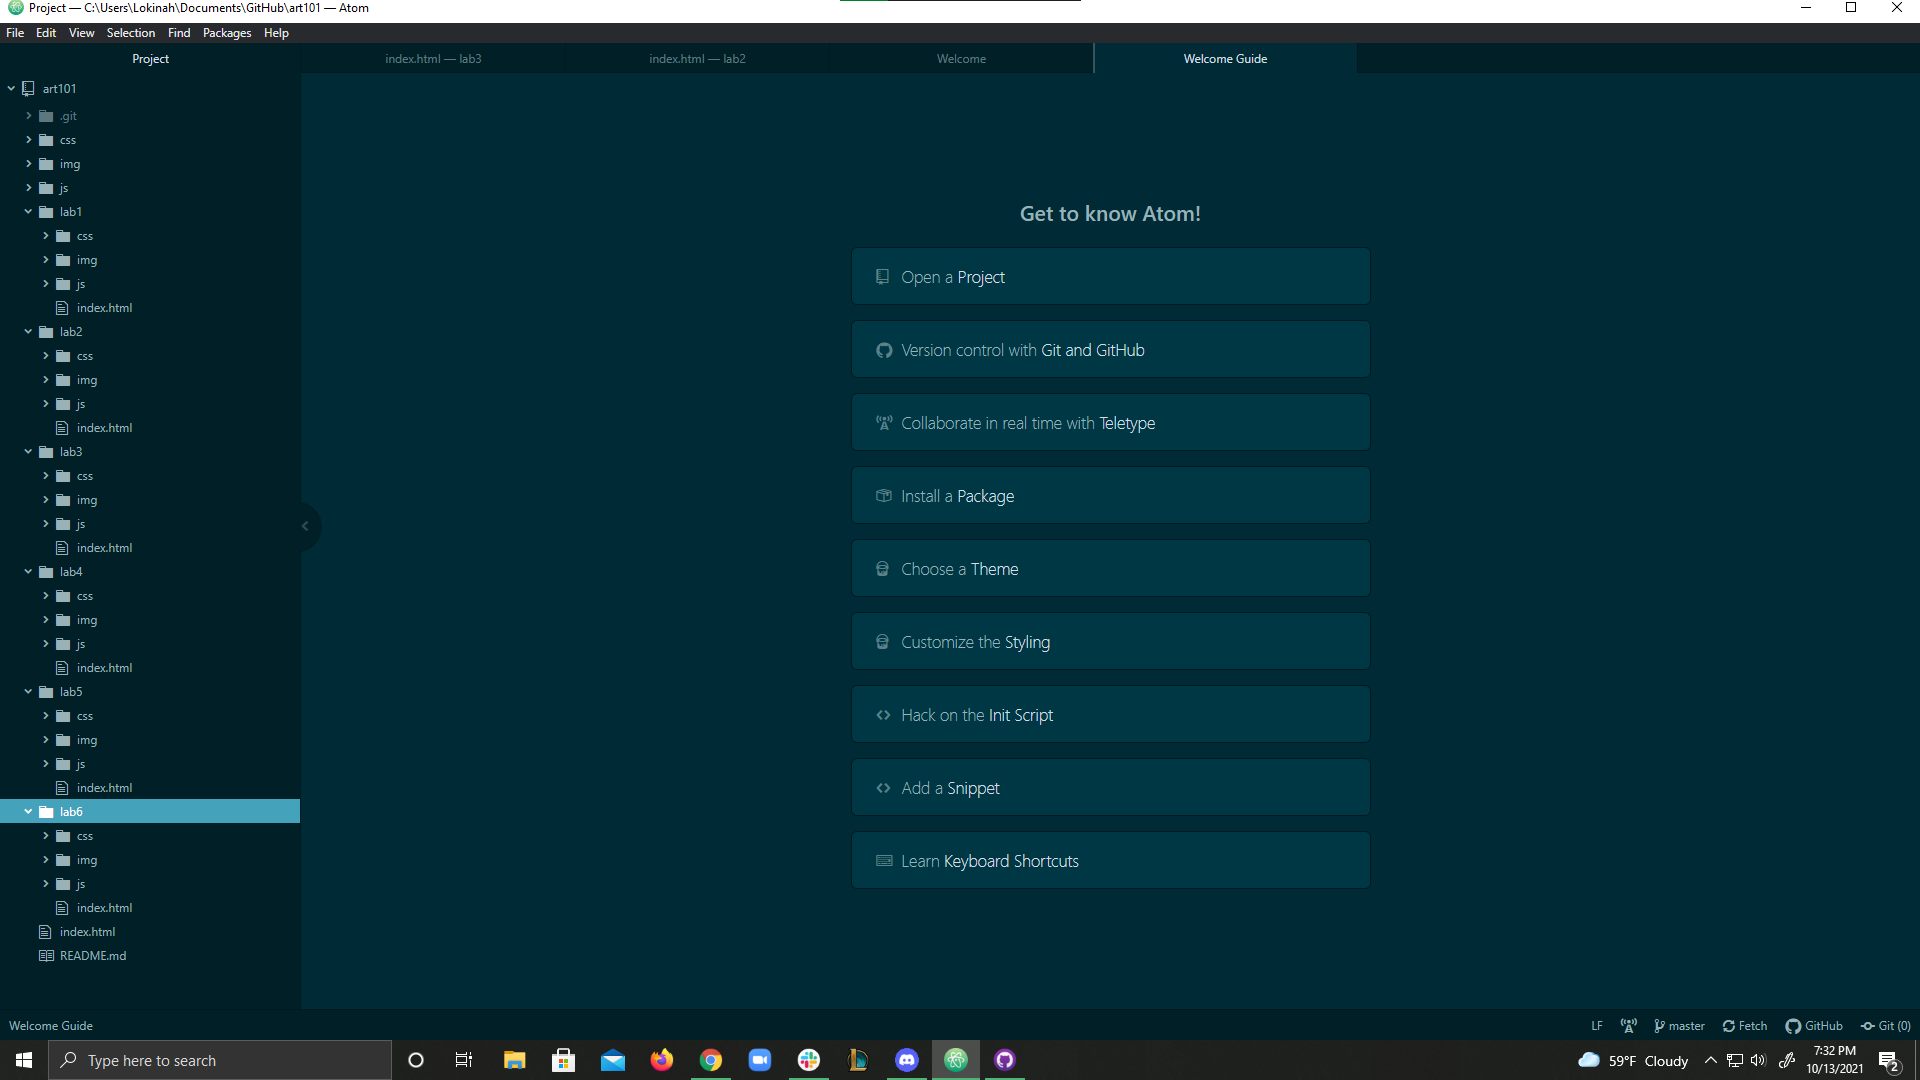 Project — C:\Users\Lokinah\Documents\GitHub\art101 — Atom
File Edit View Selection Find Packages Help
Project
index.html — lab3
index.html — lab2
Welcome
Welcome Guide
art101
.git
css
img
js
lab1
css
img
js
index.html
lab2
css
img
js
index.html
lab3
css
img
js
index.html
lab4
css
img
js
index.html
lab5
css
img
js
index.html
lab6
css
img
js
index.html
index.html
README.md
Get to know Atom!
Open a Project
Version control with Git and GitHub
Collaborate in real time with Teletype
Install a Package
Choose a Theme
Customize the Styling
Hack on the Init Script
Add a Snippet
Learn Keyboard Shortcuts
Welcome Guide
LF master Fetch GitHub Git (0)
Type here to search
59°F Cloudy
7:32 PM
10/13/2021
2